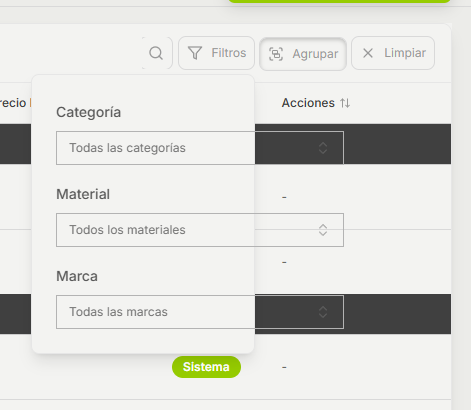 Filtros
Agrupar
Limpiar
recio
Acciones
Categoría
Todas las categorías
-
Material
Todos los materiales
-
Marca
Todas las marcas
Sistema
-